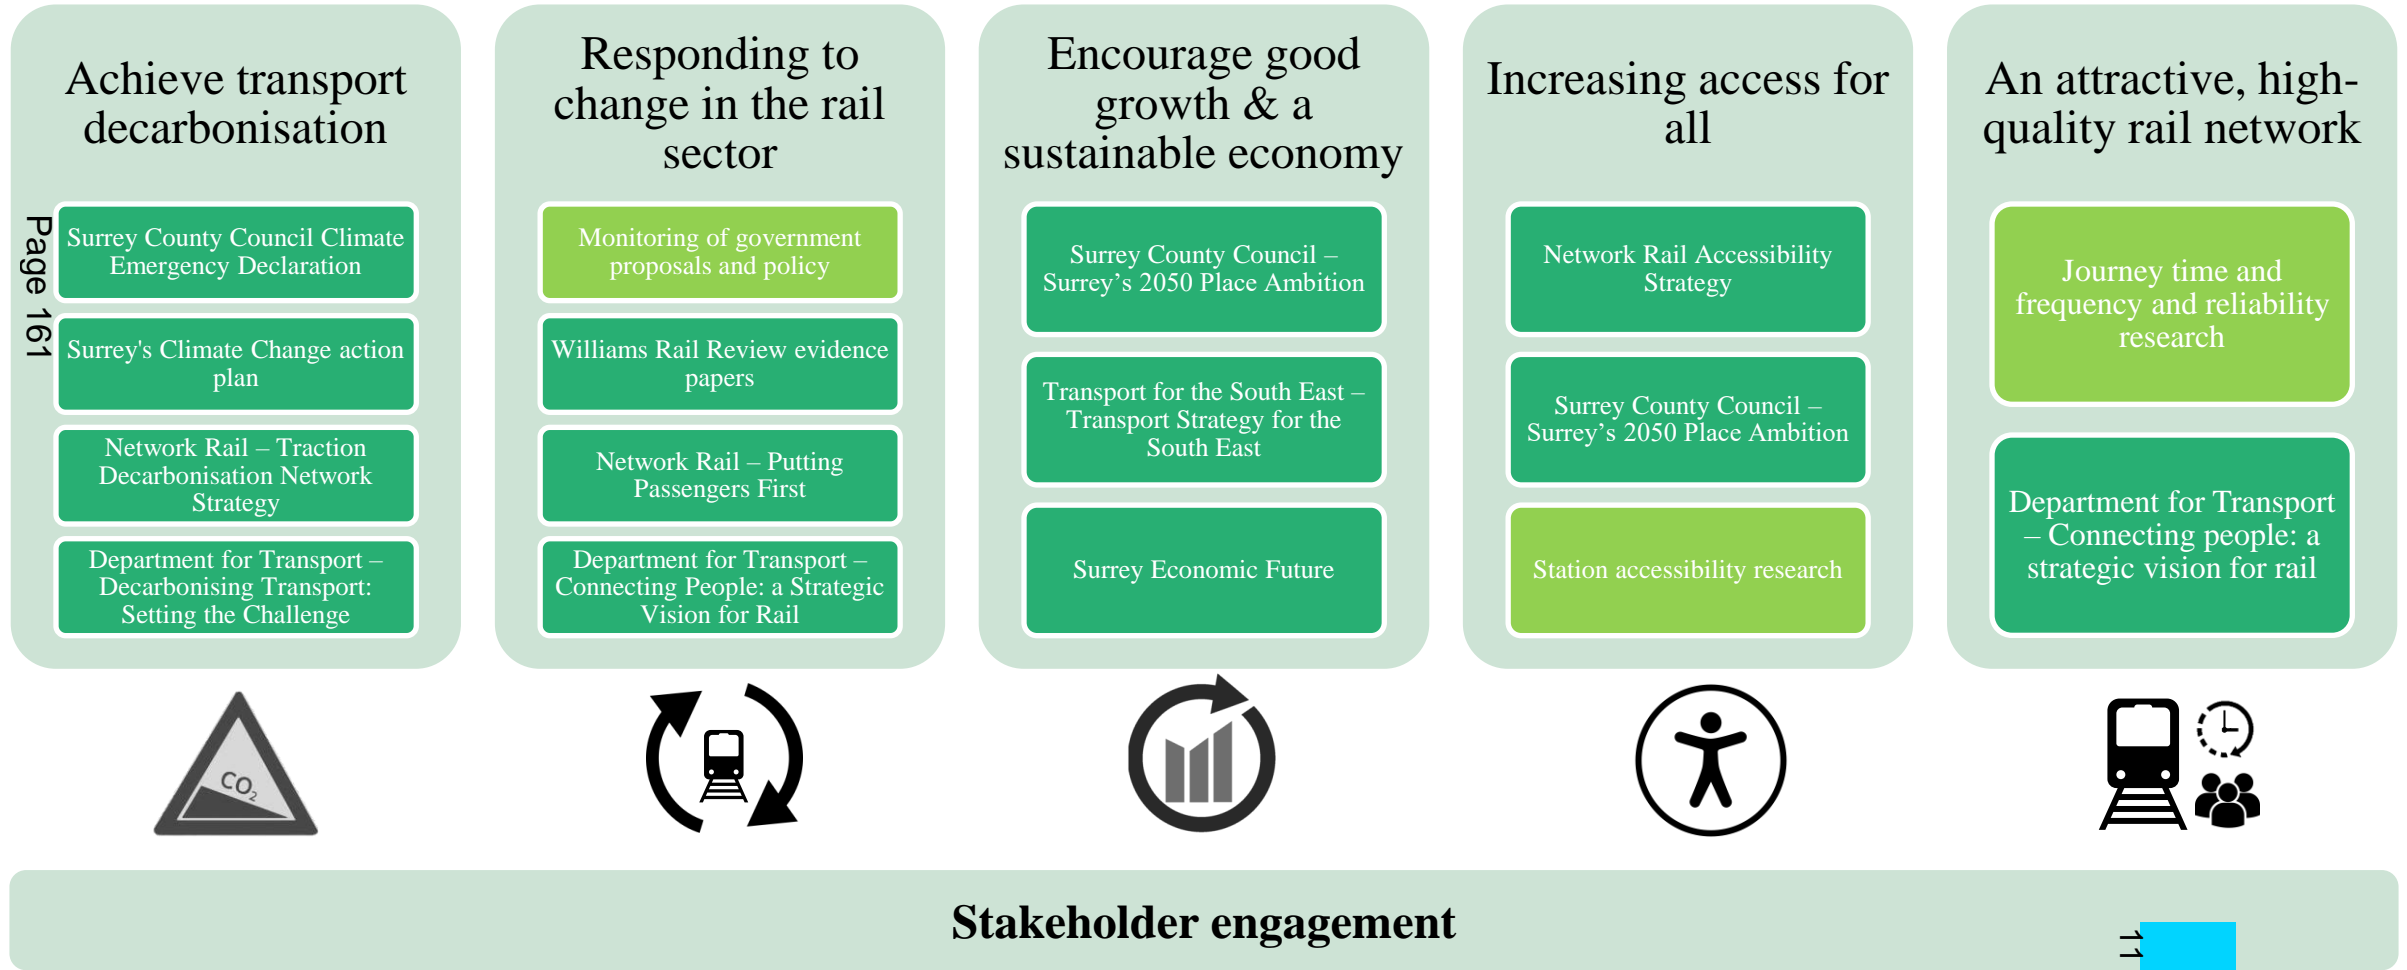 Achieve transport
decarbonisation
Surrey County Council Climate
Emergency Declaration
Surrey's Climate Change action
plan
Network Rail – Traction
Decarbonisation Network
Strategy
Department for Transport –
Decarbonising Transport:
Setting the Challenge
Page 161
Responding to
change in the rail
sector
Monitoring of government
proposals and policy
Williams Rail Review evidence
papers
Network Rail – Putting
Passengers First
Department for Transport –
Connecting People: a Strategic
Vision for Rail
Encourage good
growth & a
sustainable economy
Surrey County Council –
Surrey’s 2050 Place Ambition
Transport for the South East –
Transport Strategy for the
South East
Surrey Economic Future
Increasing access for
all
Network Rail Accessibility
Strategy
Surrey County Council –
Surrey’s 2050 Place Ambition
Station accessibility research
An attractive, high-
quality rail network
Journey time and
frequency and reliability
research
Department for Transport
– Connecting people: a
strategic vision for rail
CO₂
Stakeholder engagement